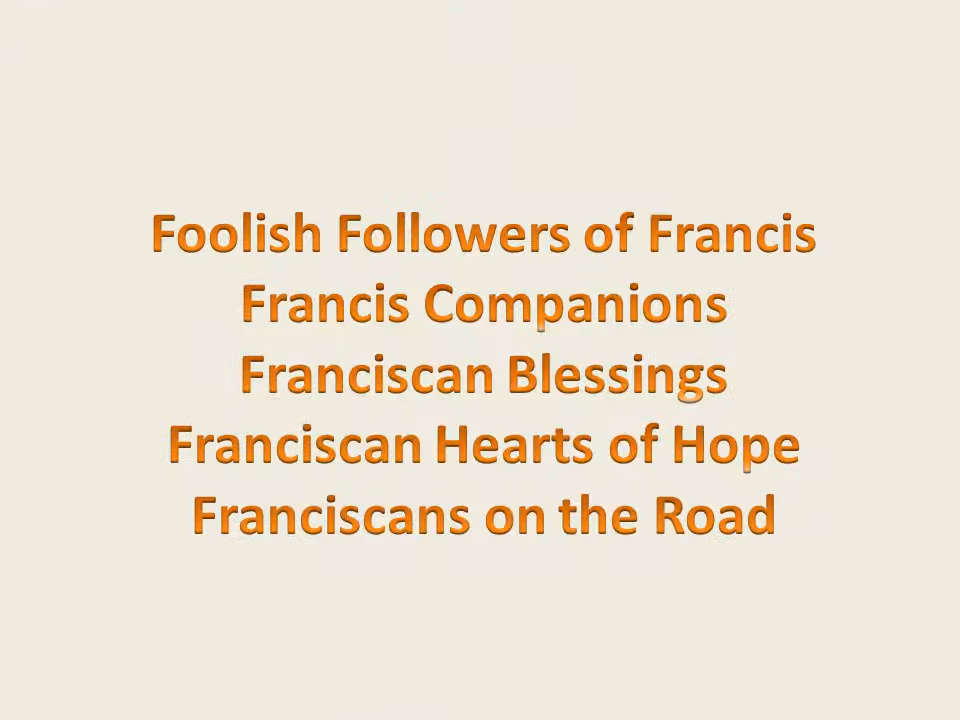 Foolish Followers of Francis
Francis Companions
Franciscan Blessings
Franciscan Hearts of Hope
Franciscans on the Road